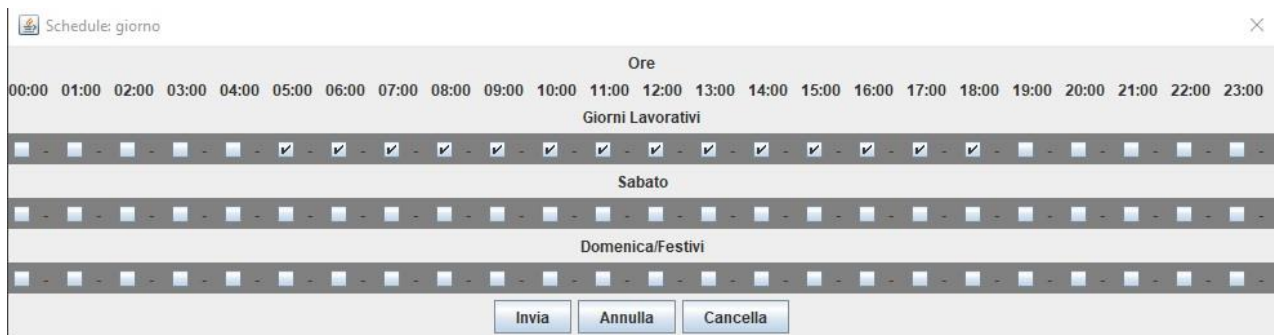 Schedule: giorno
Ore
00:00 01:00 02:00 03:00 04:00 05:00 06:00 07:00 08:00 09:00 10:00 11:00 12:00 13:00 14:00 15:00 16:00 17:00 18:00 19:00 20:00 21:00 22:00 23:00
Giorni Lavorativi
- - - - - - - - - - - - - - - - - - - - - - - -
Sabato
- - - - - - - - - - - - - - - - - - - - - - - -
Domenica/Festivi
- - - - - - - - - - - - - - - - - - - - - - - -
Invia Annulla Cancella